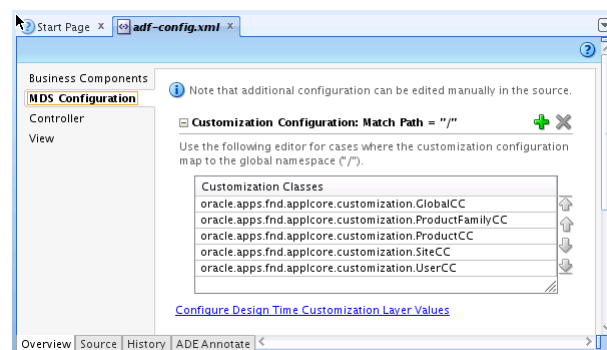 Start Page x
adf-config.xml x
Business Components
MDS Configuration
Controller
View
Note that additional configuration can be edited manually in the source.
Customization Configuration: Match Path = "/"
Use the following editor for cases where the customization configuration
map to the global namespace ("/").
Customization Classes
oracle.apps.fnd.applcore.customization.GlobalCC
oracle.apps.fnd.applcore.customization.ProductFamilyCC
oracle.apps.fnd.applcore.customization.ProductCC
oracle.apps.fnd.applcore.customization.SiteCC
oracle.apps.fnd.applcore.customization.UserCC
Configure Design Time Customization Layer Values
Overview Source History ADE Annotate